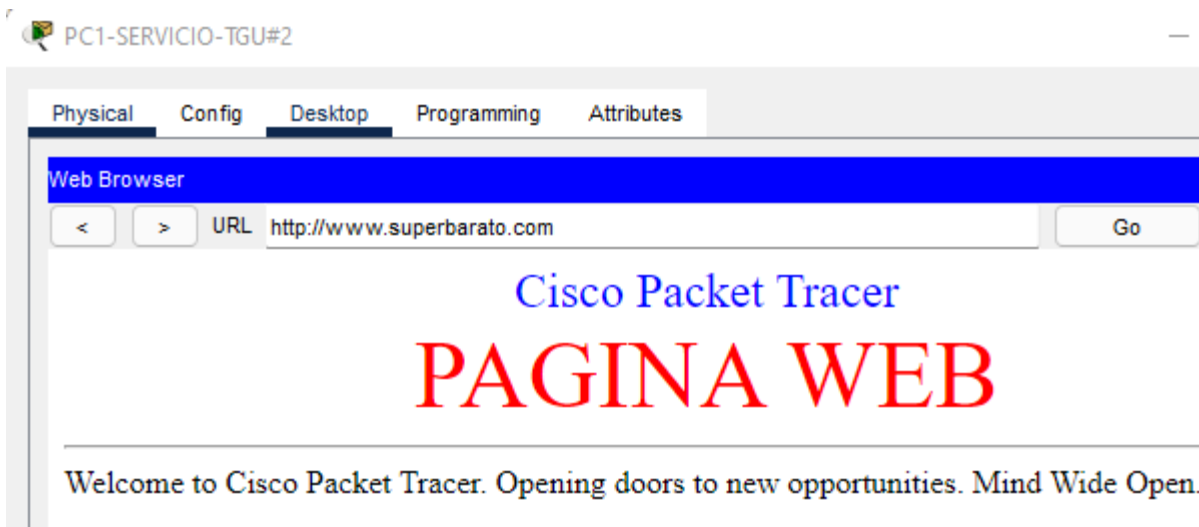 PC1-SERVICIO-TGU#2
Physical Config Desktop Programming Attributes
Web Browser
< > URL http://www.superbarato.com Go
Cisco Packet Tracer
PAGINA WEB
Welcome to Cisco Packet Tracer. Opening doors to new opportunities. Mind Wide Open.